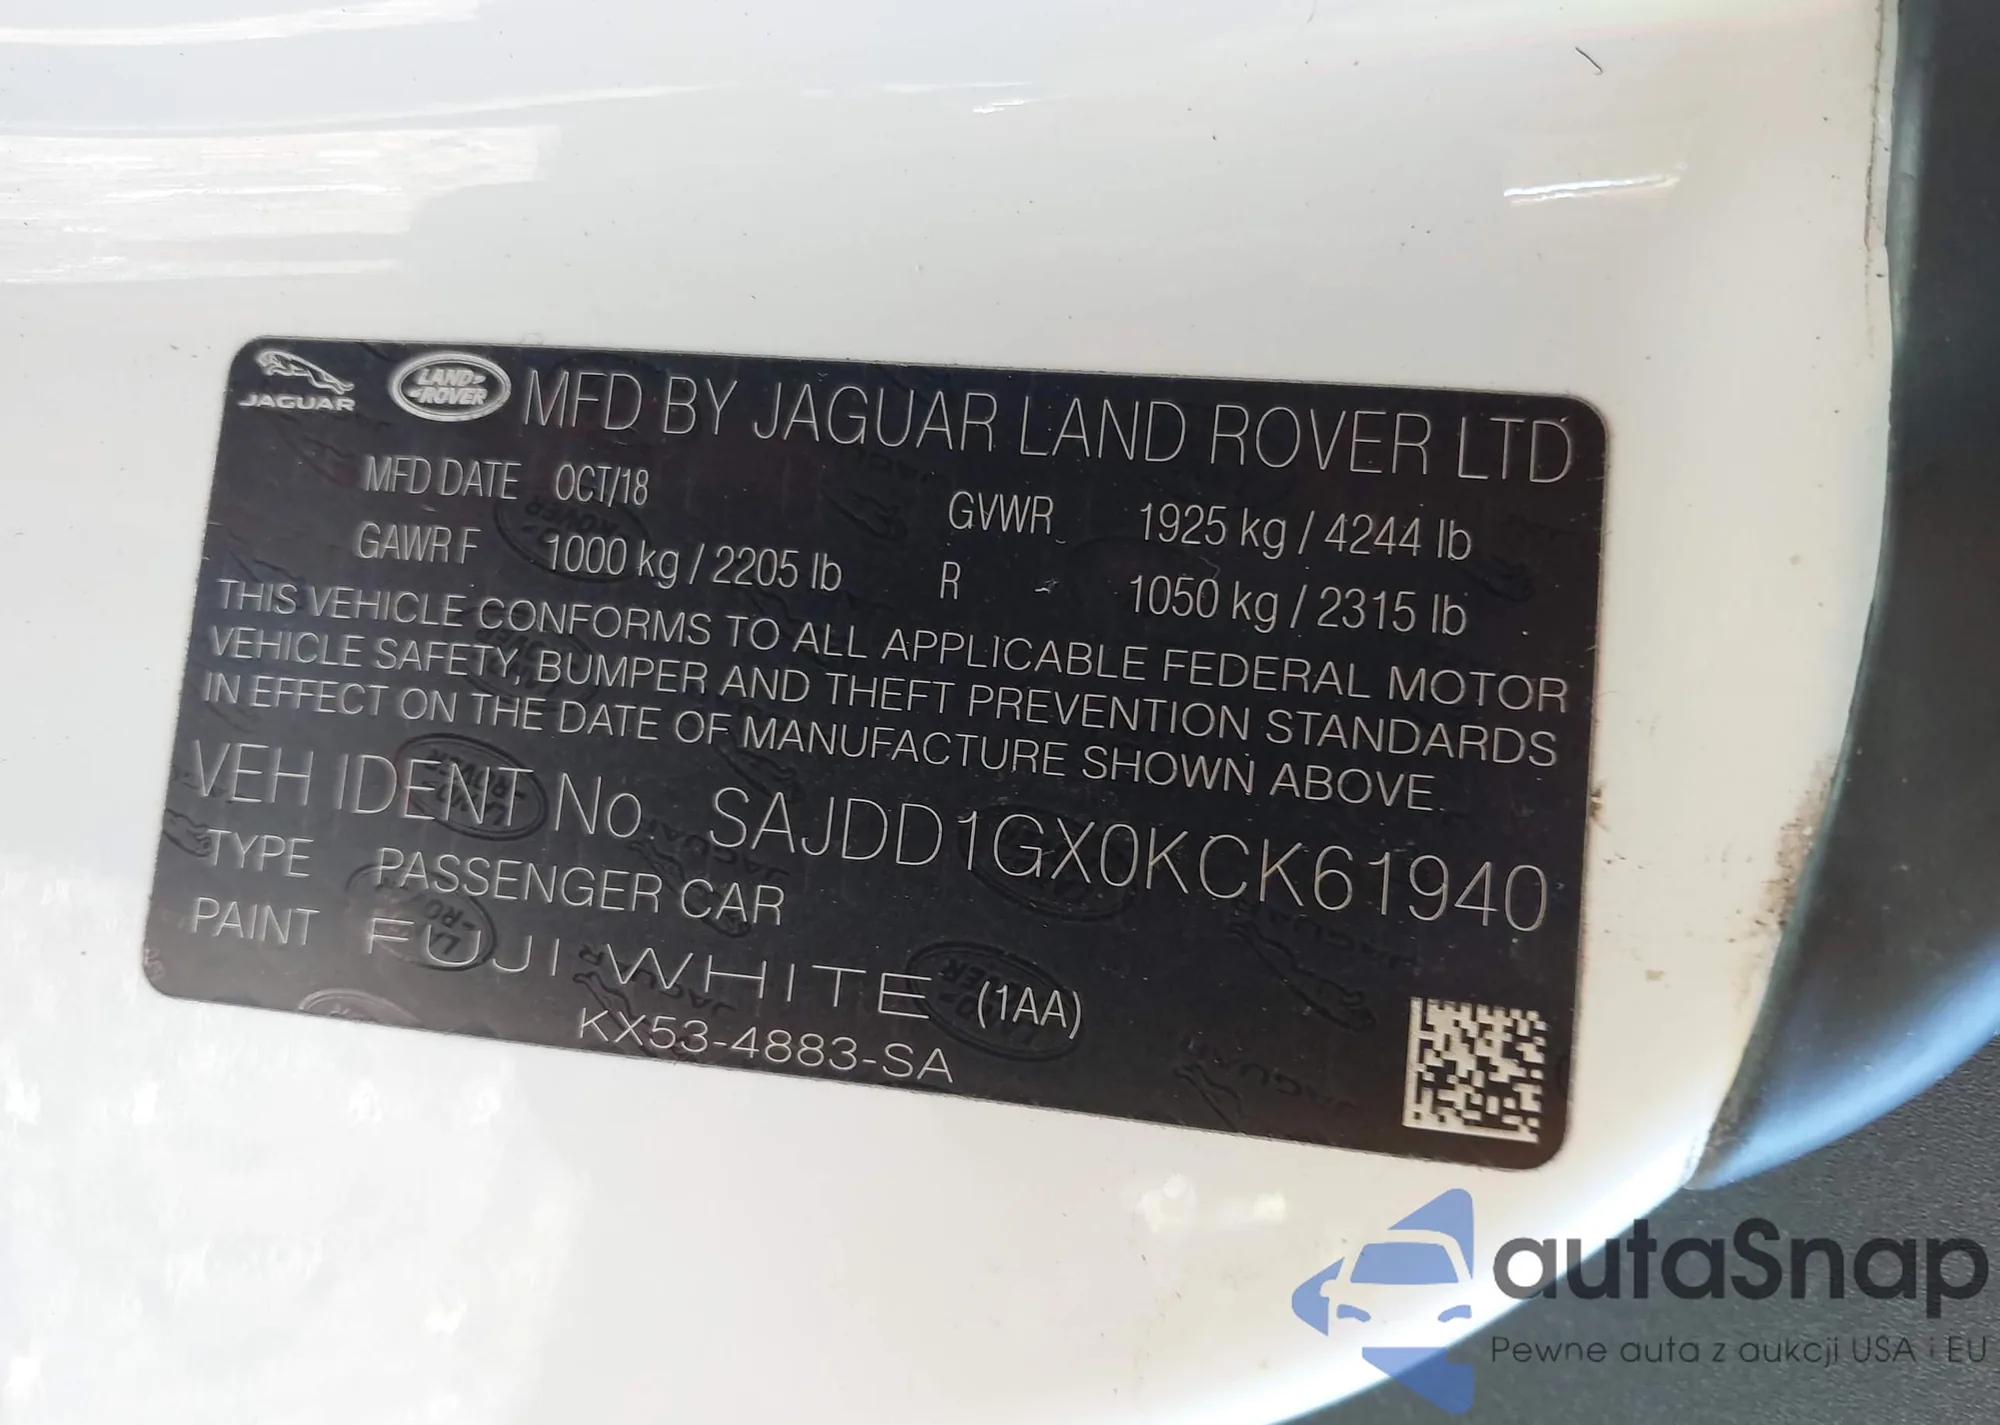 JAGUAR LAND ROVER MFD BY JAGUAR LAND ROVER LTD
MFD DATE OCT/18 GVWR 1925 kg / 4244 lb
GAWR F 1000 kg / 2205 lb R - 1050 kg / 2315 lb
THIS VEHICLE CONFORMS TO ALL APPLICABLE FEDERAL MOTOR
VEHICLE SAFETY, BUMPER AND THEFT PREVENTION STANDARDS
IN EFFECT ON THE DATE OF MANUFACTURE SHOWN ABOVE.
VEH IDENT No. SAJDD1GX0KCK61940
TYPE PASSENGER CAR
PAINT FUJI WHITE (1AA)
KX53-4883-SA
autaSnap
Pewne auta z aukcji USA i EU